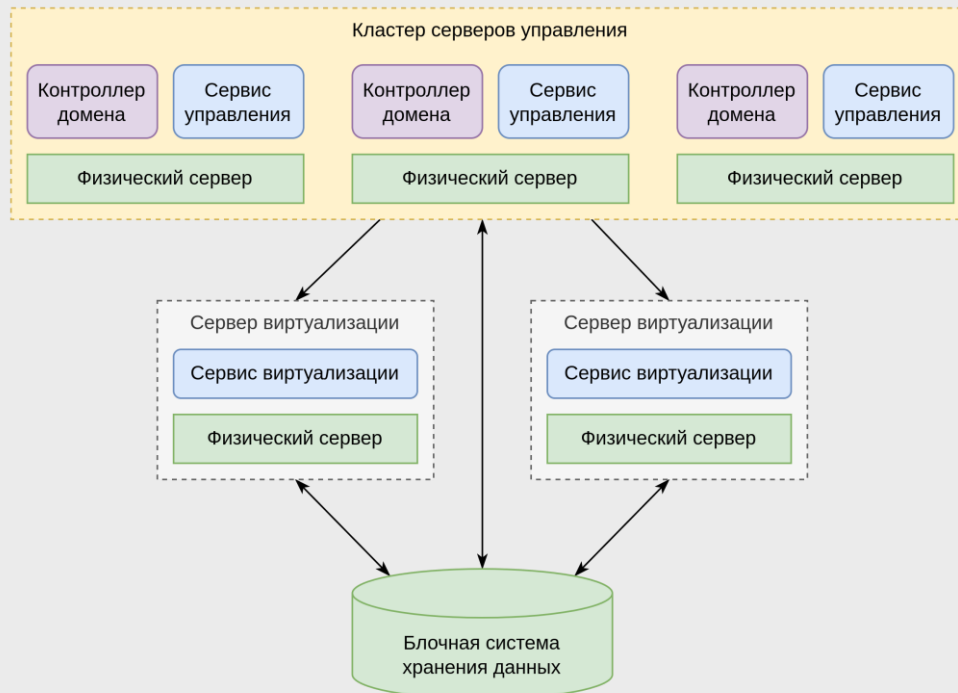 Кластер серверов управления
Контроллер
домена
Сервис
управления
Контроллер
домена
Сервис
управления
Контроллер
домена
Сервис
управления
Физический сервер
Физический сервер
Физический сервер
Сервер виртуализации
Сервис виртуализации
Физический сервер
Сервер виртуализации
Сервис виртуализации
Физический сервер
Блочная система
хранения данных